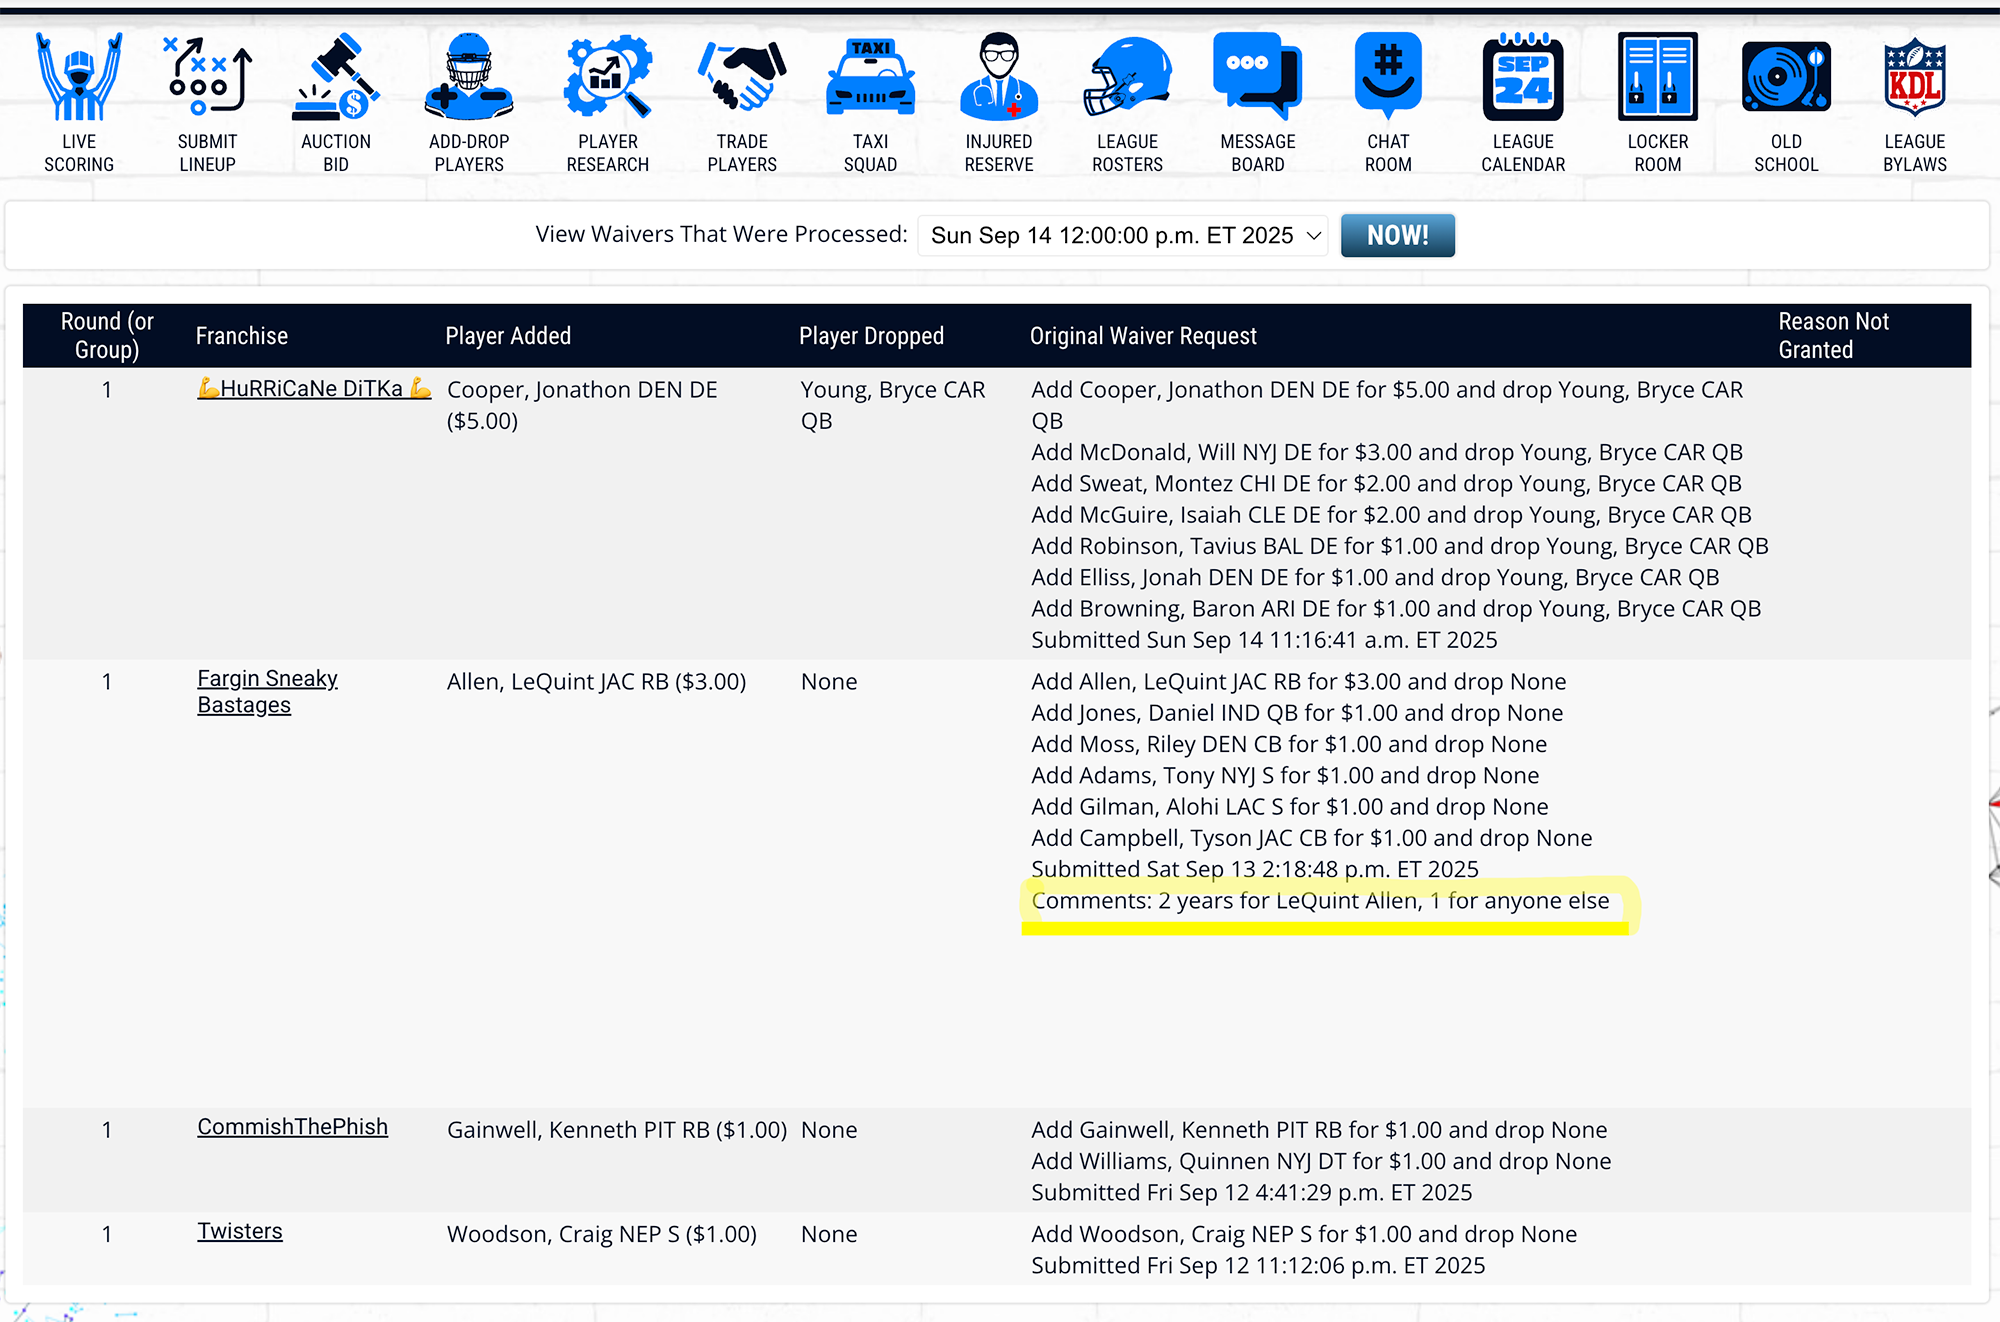 TAXI
SEP
24
KDL
LIVE SCORING
SUBMIT LINEUP
AUCTION BID
ADD-DROP PLAYERS
PLAYER RESEARCH
TRADE PLAYERS
TAXI SQUAD
INJURED RESERVE
LEAGUE ROSTERS
MESSAGE BOARD
CHAT ROOM
LEAGUE CALENDAR
LOCKER ROOM
OLD SCHOOL
LEAGUE BYLAWS
View Waivers That Were Processed: Sun Sep 14 12:00:00 p.m. ET 2025 NOW!
Round (or Group)
Franchise
Player Added
Player Dropped
Original Waiver Request
Reason Not Granted
1
💪HuRRiCaNe DiTKa💪
Cooper, Jonathon DEN DE
($5.00)
Young, Bryce CAR
QB
Add Cooper, Jonathon DEN DE for $5.00 and drop Young, Bryce CAR
QB
Add McDonald, Will NYJ DE for $3.00 and drop Young, Bryce CAR QB
Add Sweat, Montez CHI DE for $2.00 and drop Young, Bryce CAR QB
Add McGuire, Isaiah CLE DE for $2.00 and drop Young, Bryce CAR QB
Add Robinson, Tavius BAL DE for $1.00 and drop Young, Bryce CAR QB
Add Elliss, Jonah DEN DE for $1.00 and drop Young, Bryce CAR QB
Add Browning, Baron ARI DE for $1.00 and drop Young, Bryce CAR QB
Submitted Sun Sep 14 11:16:41 a.m. ET 2025
1
Fargin Sneaky
Bastages
Allen, LeQuint JAC RB ($3.00)
None
Add Allen, LeQuint JAC RB for $3.00 and drop None
Add Jones, Daniel IND QB for $1.00 and drop None
Add Moss, Riley DEN CB for $1.00 and drop None
Add Adams, Tony NYJ S for $1.00 and drop None
Add Gilman, Alohi LAC S for $1.00 and drop None
Add Campbell, Tyson JAC CB for $1.00 and drop None
Submitted Sat Sep 13 2:18:48 p.m. ET 2025
Comments: 2 years for LeQuint Allen, 1 for anyone else
1
CommishThePhish
Gainwell, Kenneth PIT RB ($1.00)
None
Add Gainwell, Kenneth PIT RB for $1.00 and drop None
Add Williams, Quinnen NYJ DT for $1.00 and drop None
Submitted Fri Sep 12 4:41:29 p.m. ET 2025
1
Twisters
Woodson, Craig NEP S ($1.00)
None
Add Woodson, Craig NEP S for $1.00 and drop None
Submitted Fri Sep 12 11:12:06 p.m. ET 2025